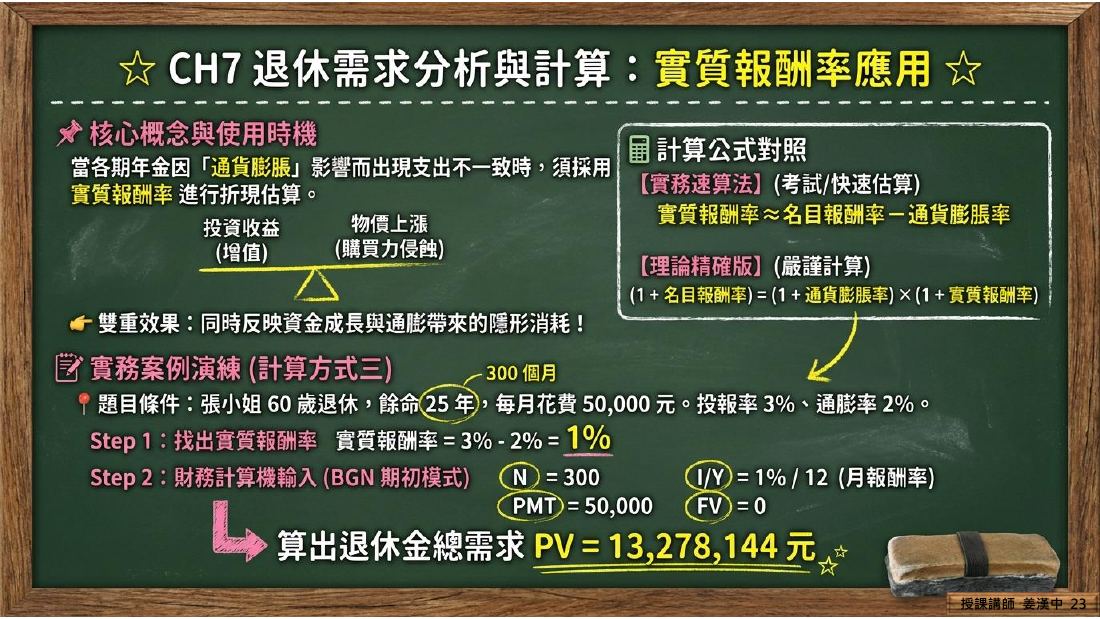 ☆ CH7 退休需求分析與計算：實質報酬率應用 ☆
核心概念與使用時機
當各期年金因「通貨膨脹」影響而出現支出不一致時，須採用
實質報酬率 進行折現估算。
投資收益
(增值)
物價上漲
(購買力侵蝕)
雙重效果：同時反映資金成長與通膨帶來的隱形消耗！
計算公式對照
【實務速算法】(考試/快速估算)
實質報酬率 ≈ 名目報酬率 － 通貨膨脹率
【理論精確版】(嚴謹計算)
(1 + 名目報酬率) = (1 + 通貨膨脹率) × (1 + 實質報酬率)
實務案例演練 (計算方式三)
300 個月
題目條件：張小姐 60 歲退休，餘命 25 年，每月花費 50,000 元。投報率 3%、通膨率 2%。
Step 1：找出實質報酬率 實質報酬率 = 3% - 2% = 1%
Step 2：財務計算機輸入 (BGN 期初模式) N = 300 I/Y = 1% / 12 (月報酬率)
PMT = 50,000 FV = 0
算出退休金總需求 PV = 13,278,144 元
授課講師 姜漢中 23